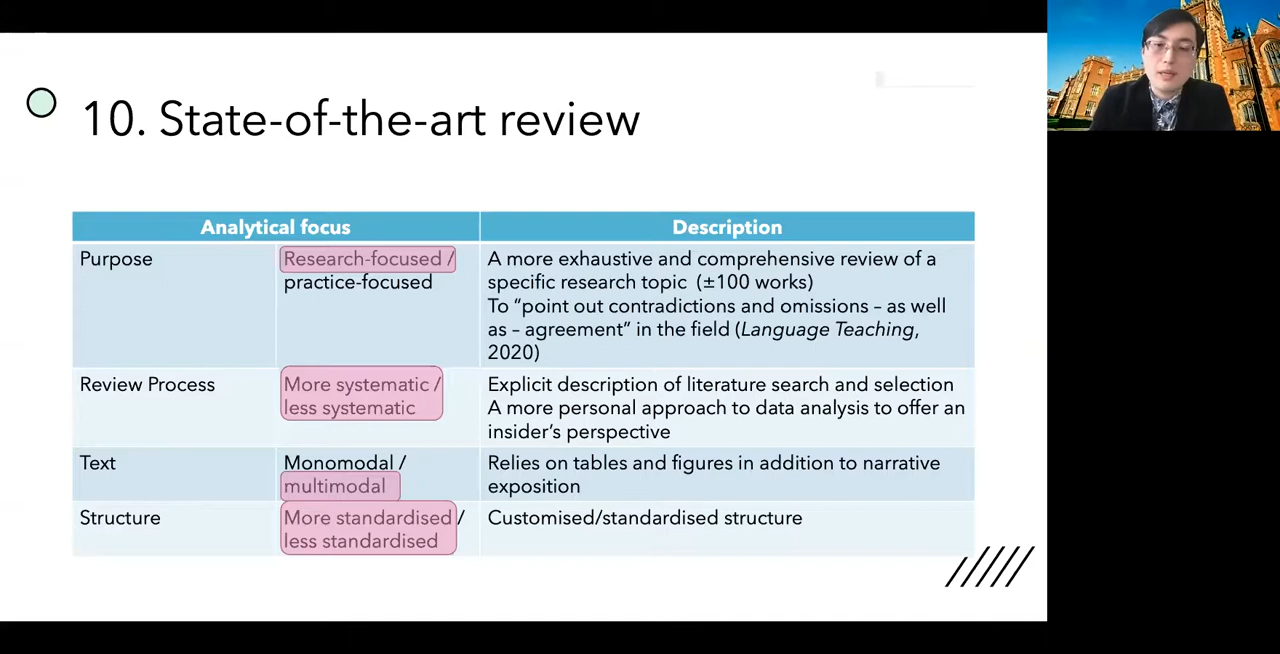 10. State-of-the-art review
Analytical focus
Description
Purpose
Research-focused /
practice-focused
A more exhaustive and comprehensive review of a
specific research topic (±100 works)
To “point out contradictions and omissions – as well
as – agreement” in the field (Language Teaching,
2020)
Review Process
More systematic /
less systematic
Explicit description of literature search and selection
A more personal approach to data analysis to offer an
insider’s perspective
Text
Monomodal /
multimodal
Relies on tables and figures in addition to narrative
exposition
Structure
More standardised /
less standardised
Customised/standardised structure